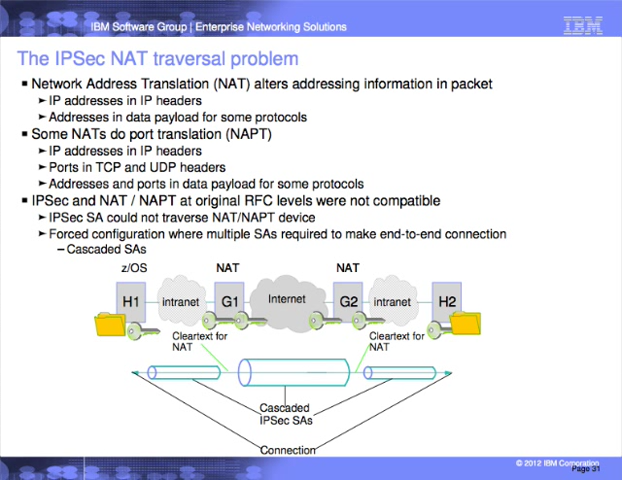 IBM Software Group | Enterprise Networking Solutions
IBM
The IPSec NAT traversal problem
Network Address Translation (NAT) alters addressing information in packet
IP addresses in IP headers
Addresses in data payload for some protocols
Some NATs do port translation (NAPT)
IP addresses in IP headers
Ports in TCP and UDP headers
Addresses and ports in data payload for some protocols
IPSec and NAT / NAPT at original RFC levels were not compatible
IPSec SA could not traverse NAT/NAPT device
Forced configuration where multiple SAs required to make end-to-end connection
– Cascaded SAs
z/OS NAT NAT
H1 intranet G1 Internet G2 intranet H2
Cleartext for
NAT
Cleartext for
NAT
Cascaded
IPSec SAs
Connection
© 2012 IBM Corporation
Page 31